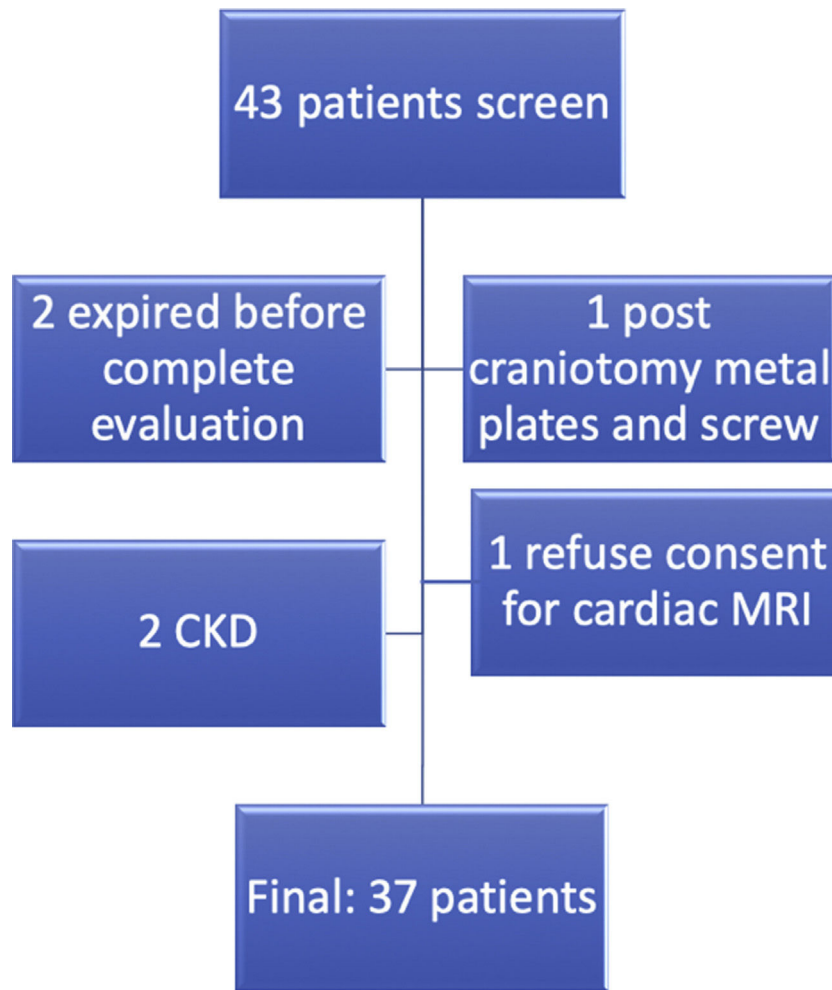 43 patients screen
2 expired before
complete
evaluation
1 post
craniotomy metal
plates and screw
2 CKD
1 refuse consent
for cardiac MRI
Final: 37 patients